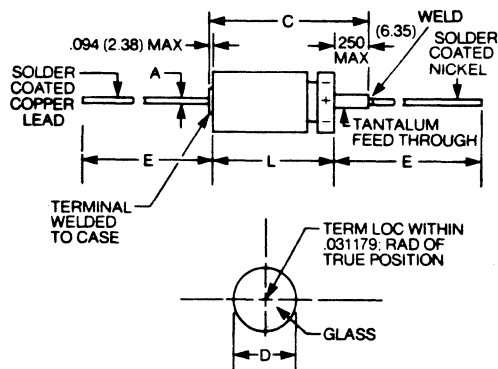 C
WELD
.094 (2.38) MAX
250
MAX
(6.35)
SOLDER
COATED
NICKEL
SOLDER
COATED
COPPER
LEAD
A
+
TANTALUM
FEED THROUGH
E
L
E
TERMINAL
WELDED
TO CASE
TERM LOC WITHIN
.031179; RAD OF
TRUE POSITION
GLASS
D